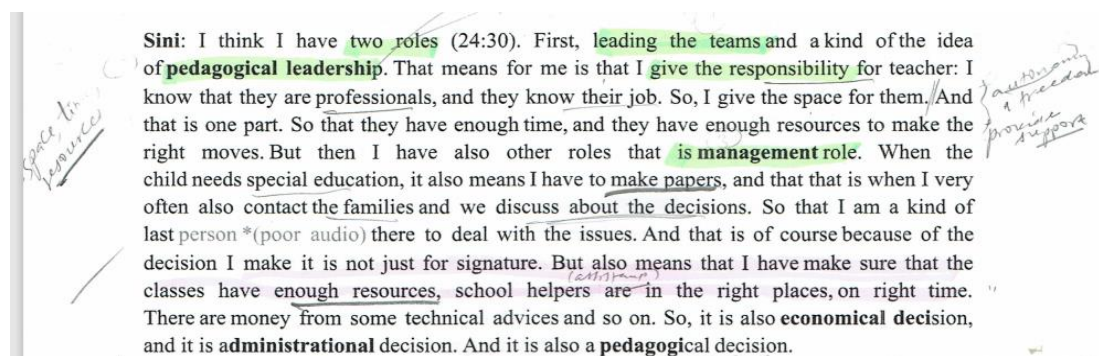 Sini: I think I have two roles (24:30). First, leading the teams and a kind of the idea
of pedagogical leadership. That means for me is that I give the responsibility for teacher: I
know that they are professionals, and they know their job. So, I give the space for them. And
that is one part. So that they have enough time, and they have enough resources to make the
right moves. But then I have also other roles that is management role. When the
child needs special education, it also means I have to make papers, and that that is when I very
often also contact the families and we discuss about the decisions. So that I am a kind of
last person *(poor audio) there to deal with the issues. And that is of course because of the
decision I make it is not just for signature. But also means that I have make sure that the
classes have enough resources, school helpers are in the right places, on right time.
There are money from some technical advices and so on. So, it is also economical decision,
and it is administrational decision. And it is also a pedagogical decision.
space, time
resource
autonomy
& freedom
provide
support